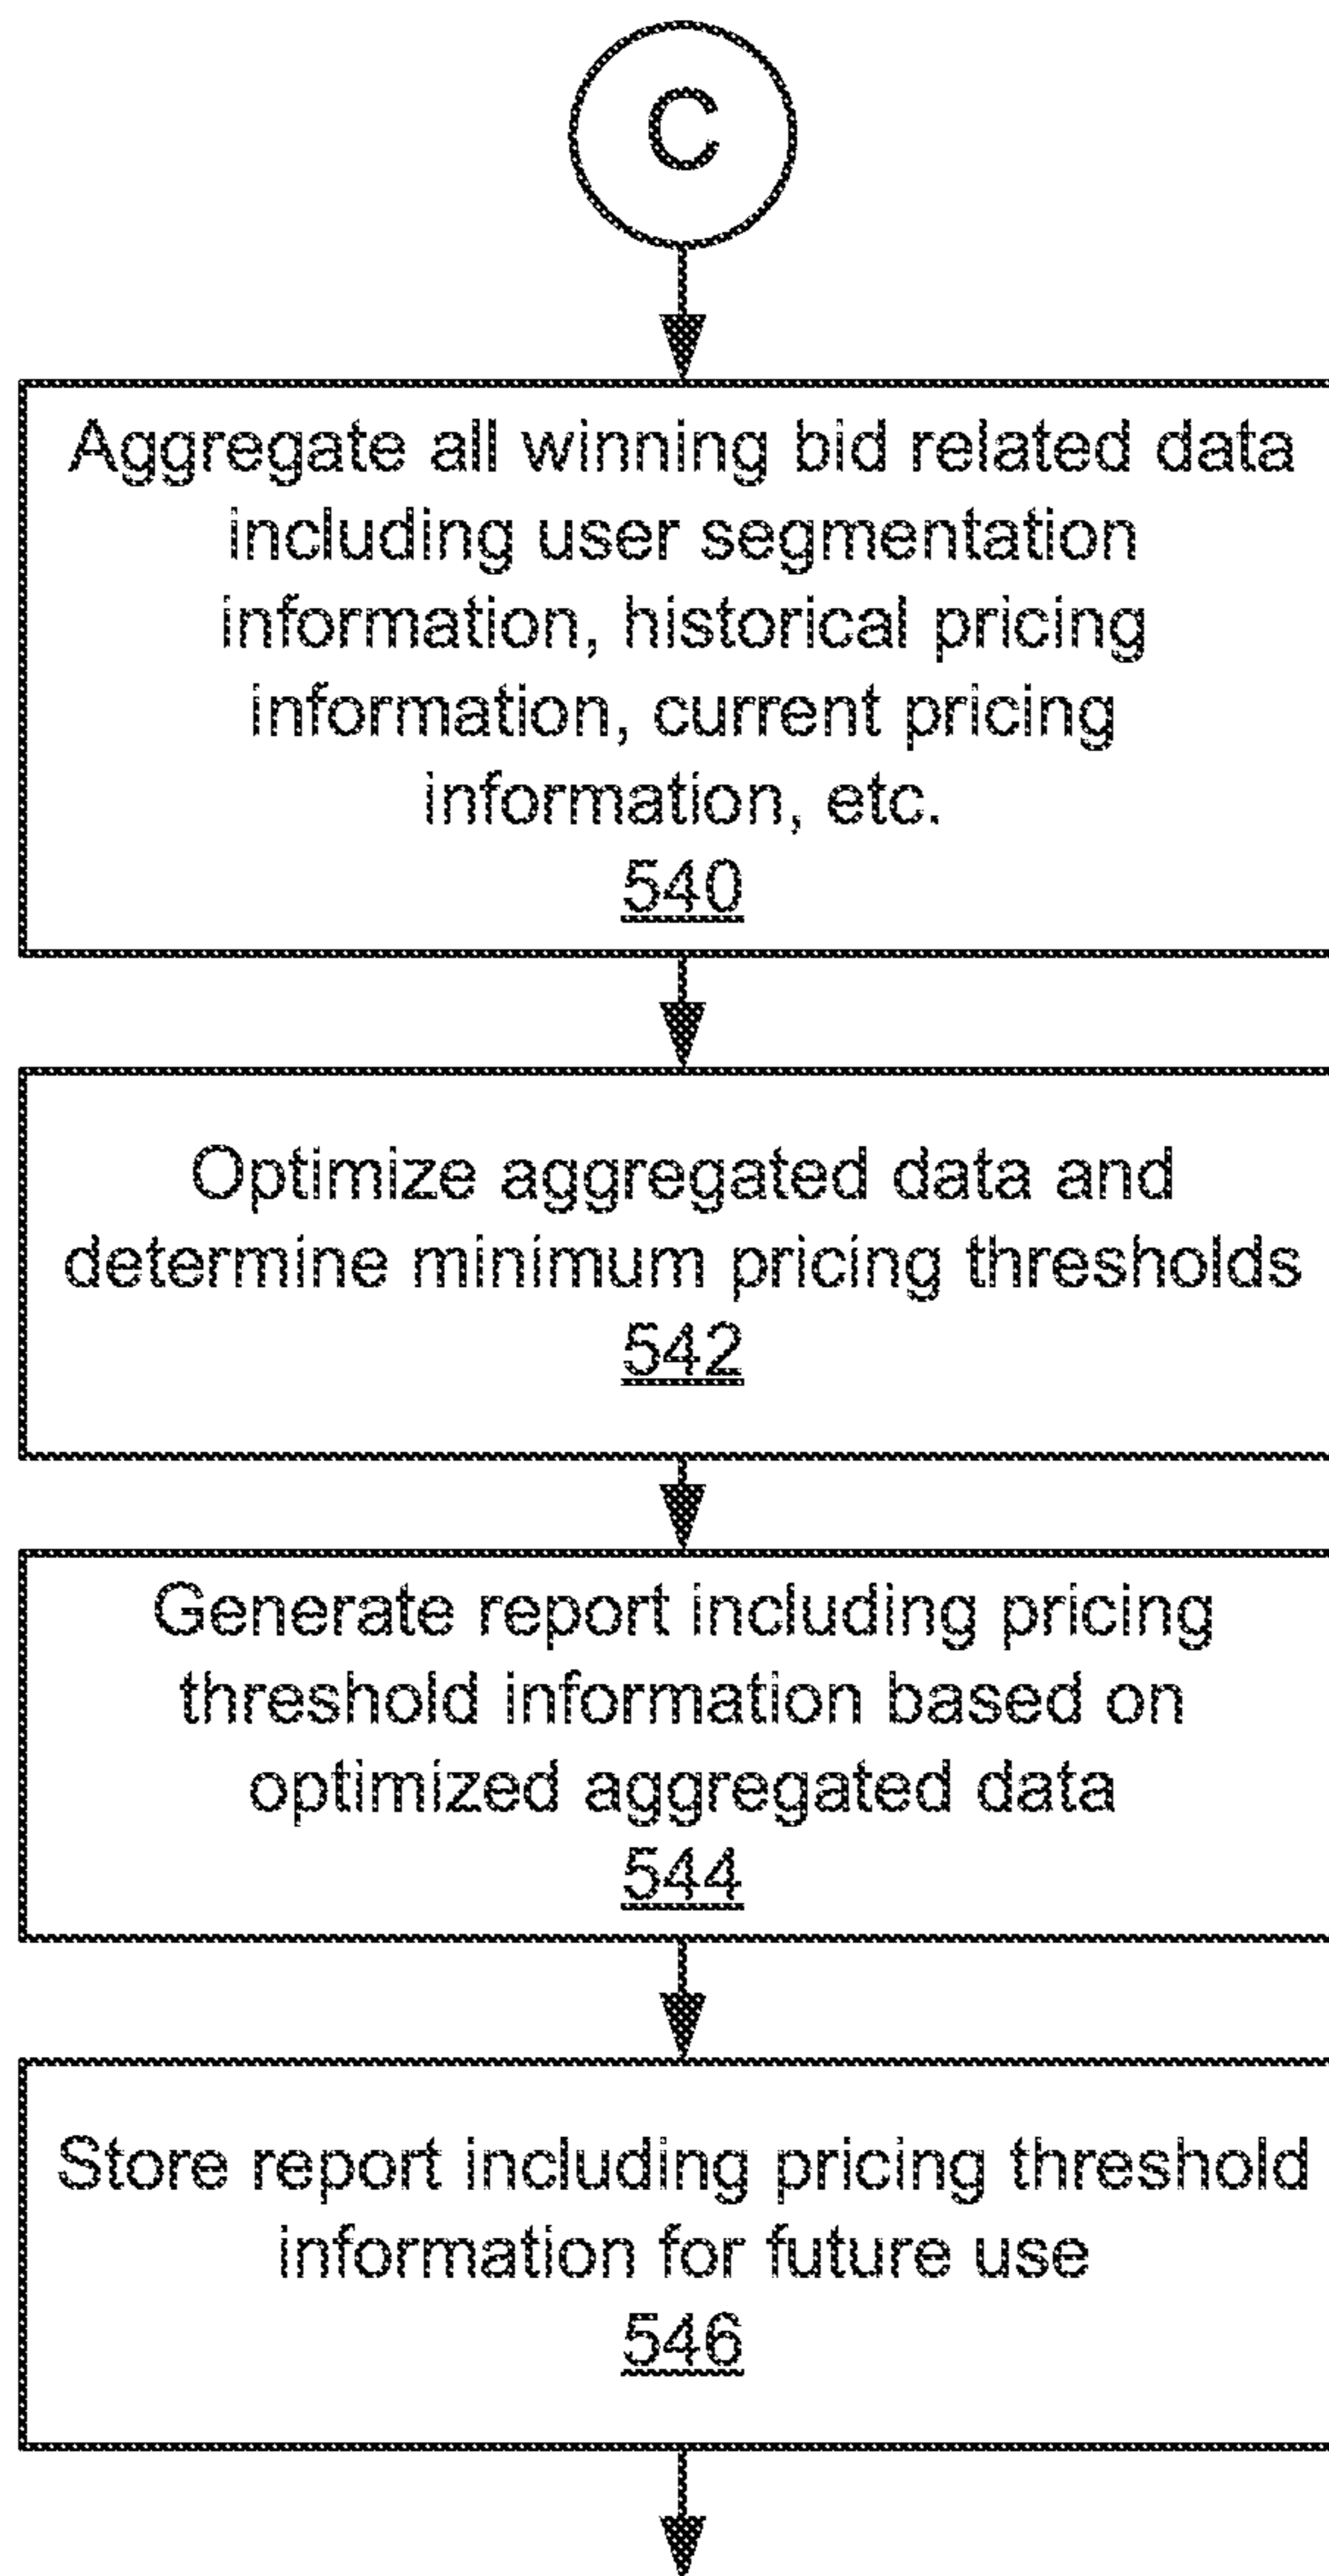 C
Aggregate all winning bid related data
including user segmentation
information, historical pricing
information, current pricing
information, etc.
540
Optimize aggregated data and
determine minimum pricing thresholds
542
Generate report including pricing
threshold information based on
optimized aggregated data
544
Store report including pricing threshold
information for future use
546